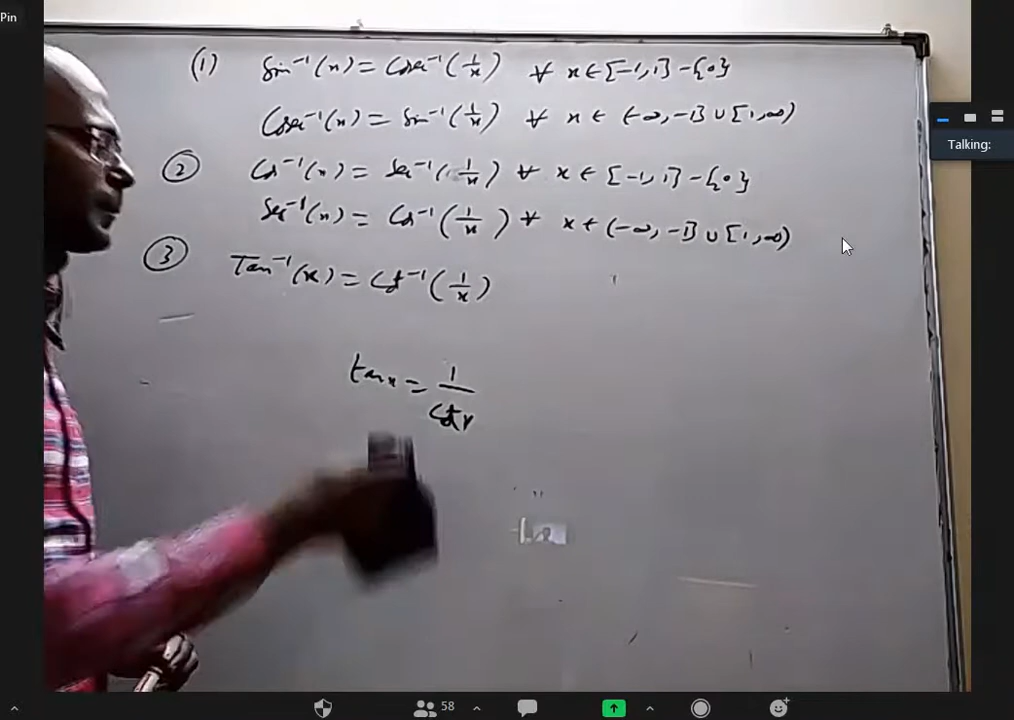 Pin
(1) Sin⁻¹(x) = Cosec⁻¹(1/x) ∀ x ∈ [-1, 1] - {0}
Cosec⁻¹(x) = Sin⁻¹(1/x) ∀ x ∈ (-∞, -1] ∪ [1, ∞)
Talking:
② Cos⁻¹(x) = Sec⁻¹(1/x) ∀ x ∈ [-1, 1] - {0}
Sec⁻¹(x) = Cos⁻¹(1/x) ∀ x ∈ (-∞, -1] ∪ [1, ∞)
③ Tan⁻¹(x) = Cot⁻¹(1/x)
tan x = 1/Cot x
58